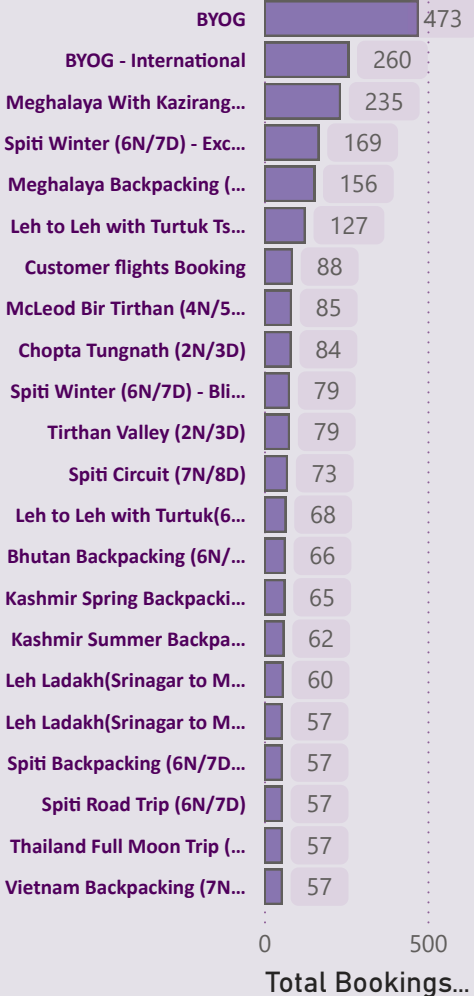 BYOG 473
BYOG - International 260
Meghalaya With Kazirang... 235
Spiti Winter (6N/7D) - Exc... 169
Meghalaya Backpacking (... 156
Leh to Leh with Turtuk Ts... 127
Customer flights Booking 88
McLeod Bir Tirthan (4N/5... 85
Chopta Tungnath (2N/3D) 84
Spiti Winter (6N/7D) - Bli... 79
Tirthan Valley (2N/3D) 79
Spiti Circuit (7N/8D) 73
Leh to Leh with Turtuk(6... 68
Bhutan Backpacking (6N/... 66
Kashmir Spring Backpacki... 65
Kashmir Summer Backpa... 62
Leh Ladakh(Srinagar to M... 60
Leh Ladakh(Srinagar to M... 57
Spiti Backpacking (6N/7D... 57
Spiti Road Trip (6N/7D) 57
Thailand Full Moon Trip (... 57
Vietnam Backpacking (7N... 57
0 500
Total Bookings...